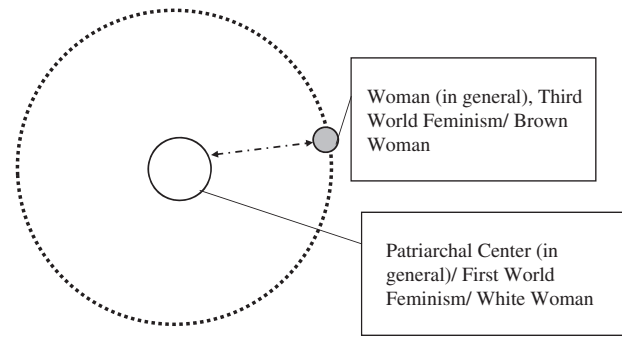 Woman (in general), Third
World Feminism/ Brown
Woman
Patriarchal Center (in
general)/ First World
Feminism/ White Woman